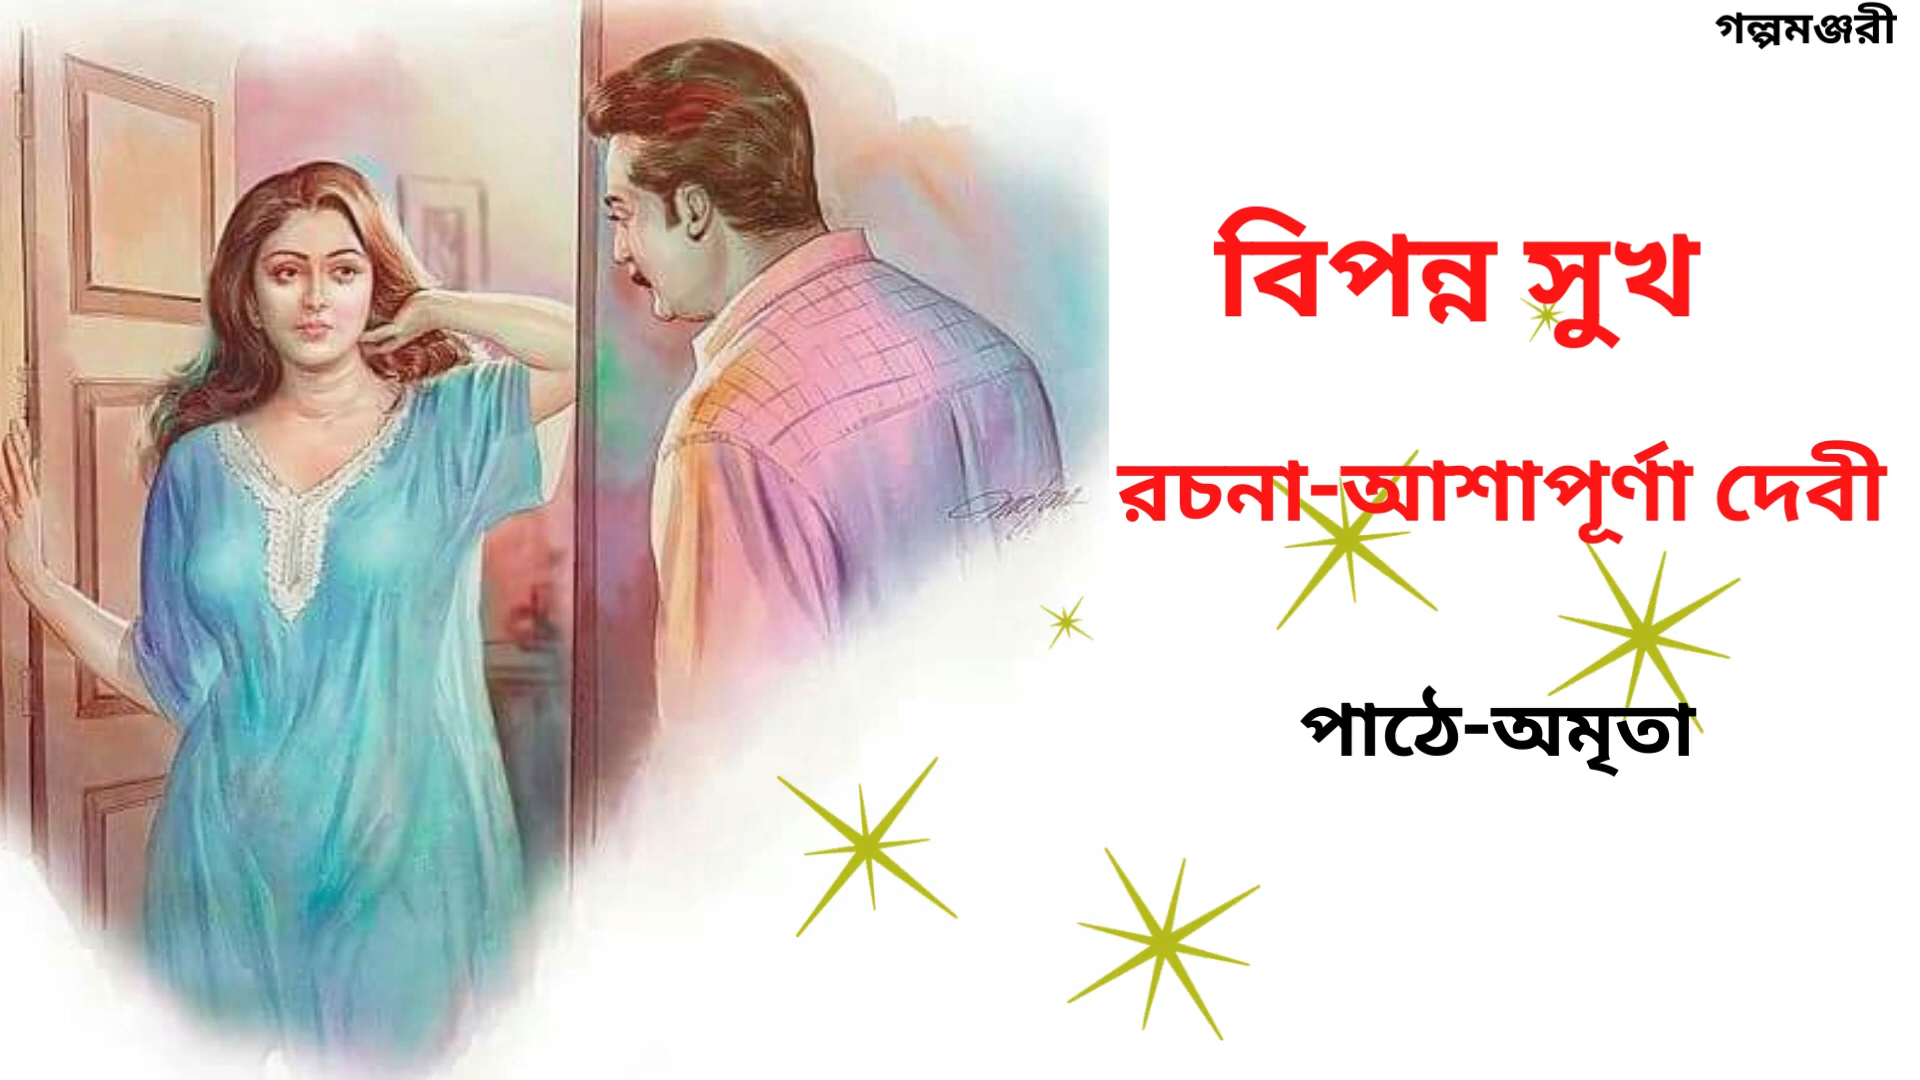 গল্পমঞ্জরী
বিপন্ন সুখ
রচনা-আশাপূর্ণা দেবী
পাঠে-অমৃতা